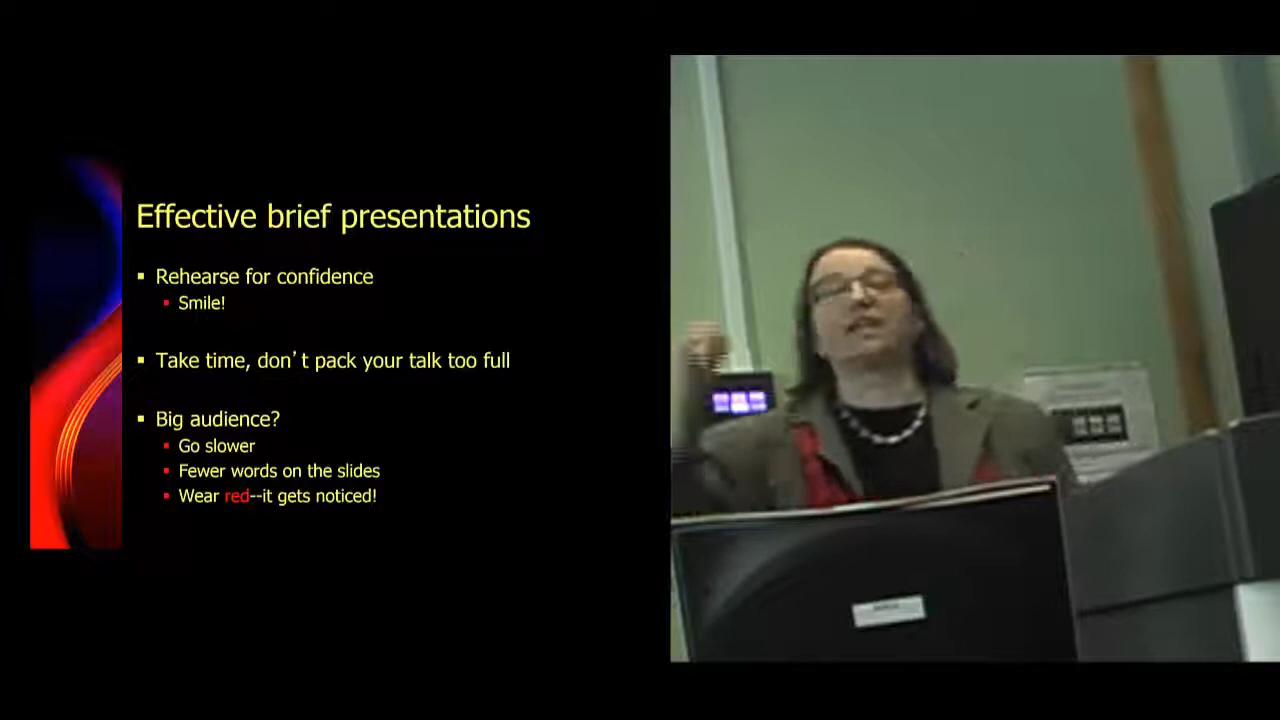 Effective brief presentations
▪ Rehearse for confidence
▪ Smile!
▪ Take time, don't pack your talk too full
▪ Big audience?
▪ Go slower
▪ Fewer words on the slides
▪ Wear red--it gets noticed!